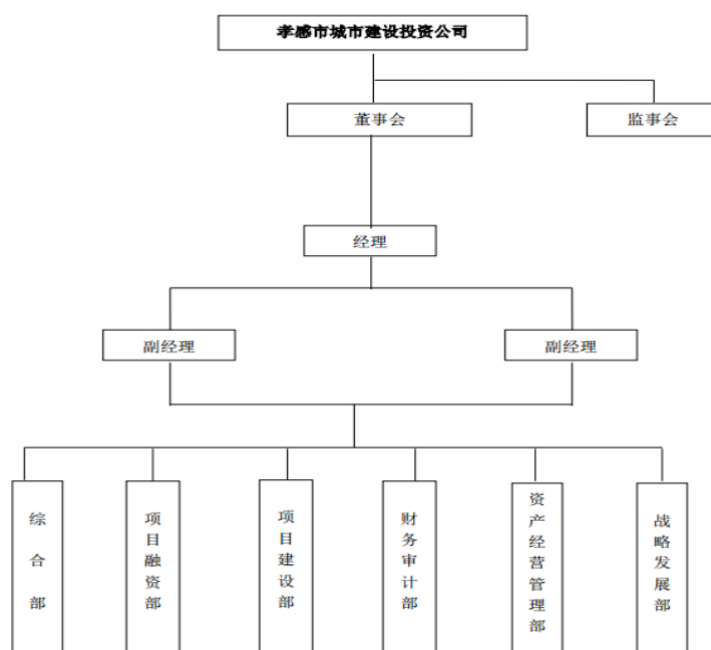 孝感市城市建设投资公司
董事会
监事会
经理
副经理
副经理
综合部
项目融资部
项目建设部
财务审计部
资产经营管理部
战略发展部